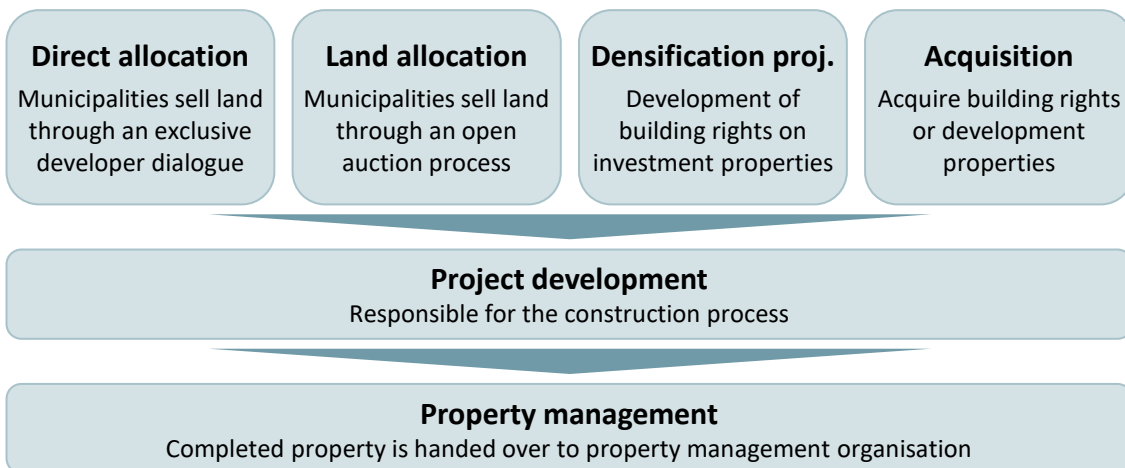 Direct allocation
Municipalities sell land
through an exclusive
developer dialogue
Land allocation
Municipalities sell land
through an open
auction process
Densification proj.
Development of
building rights on
investment properties
Acquisition
Acquire building rights
or development
properties
Project development
Responsible for the construction process
Property management
Completed property is handed over to property management organisation